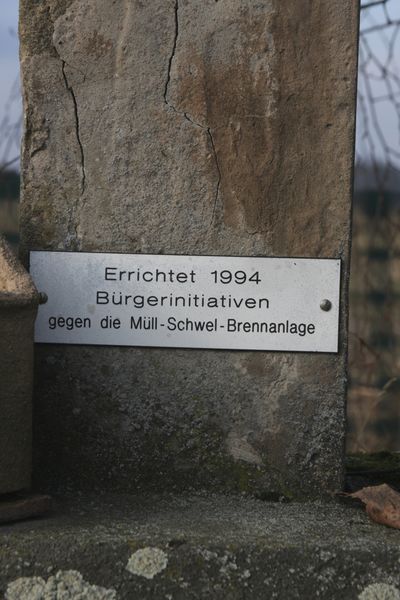 Errichtet 1994
Bürgerinitiativen
gegen die Müll-Schwel-Brennanlage